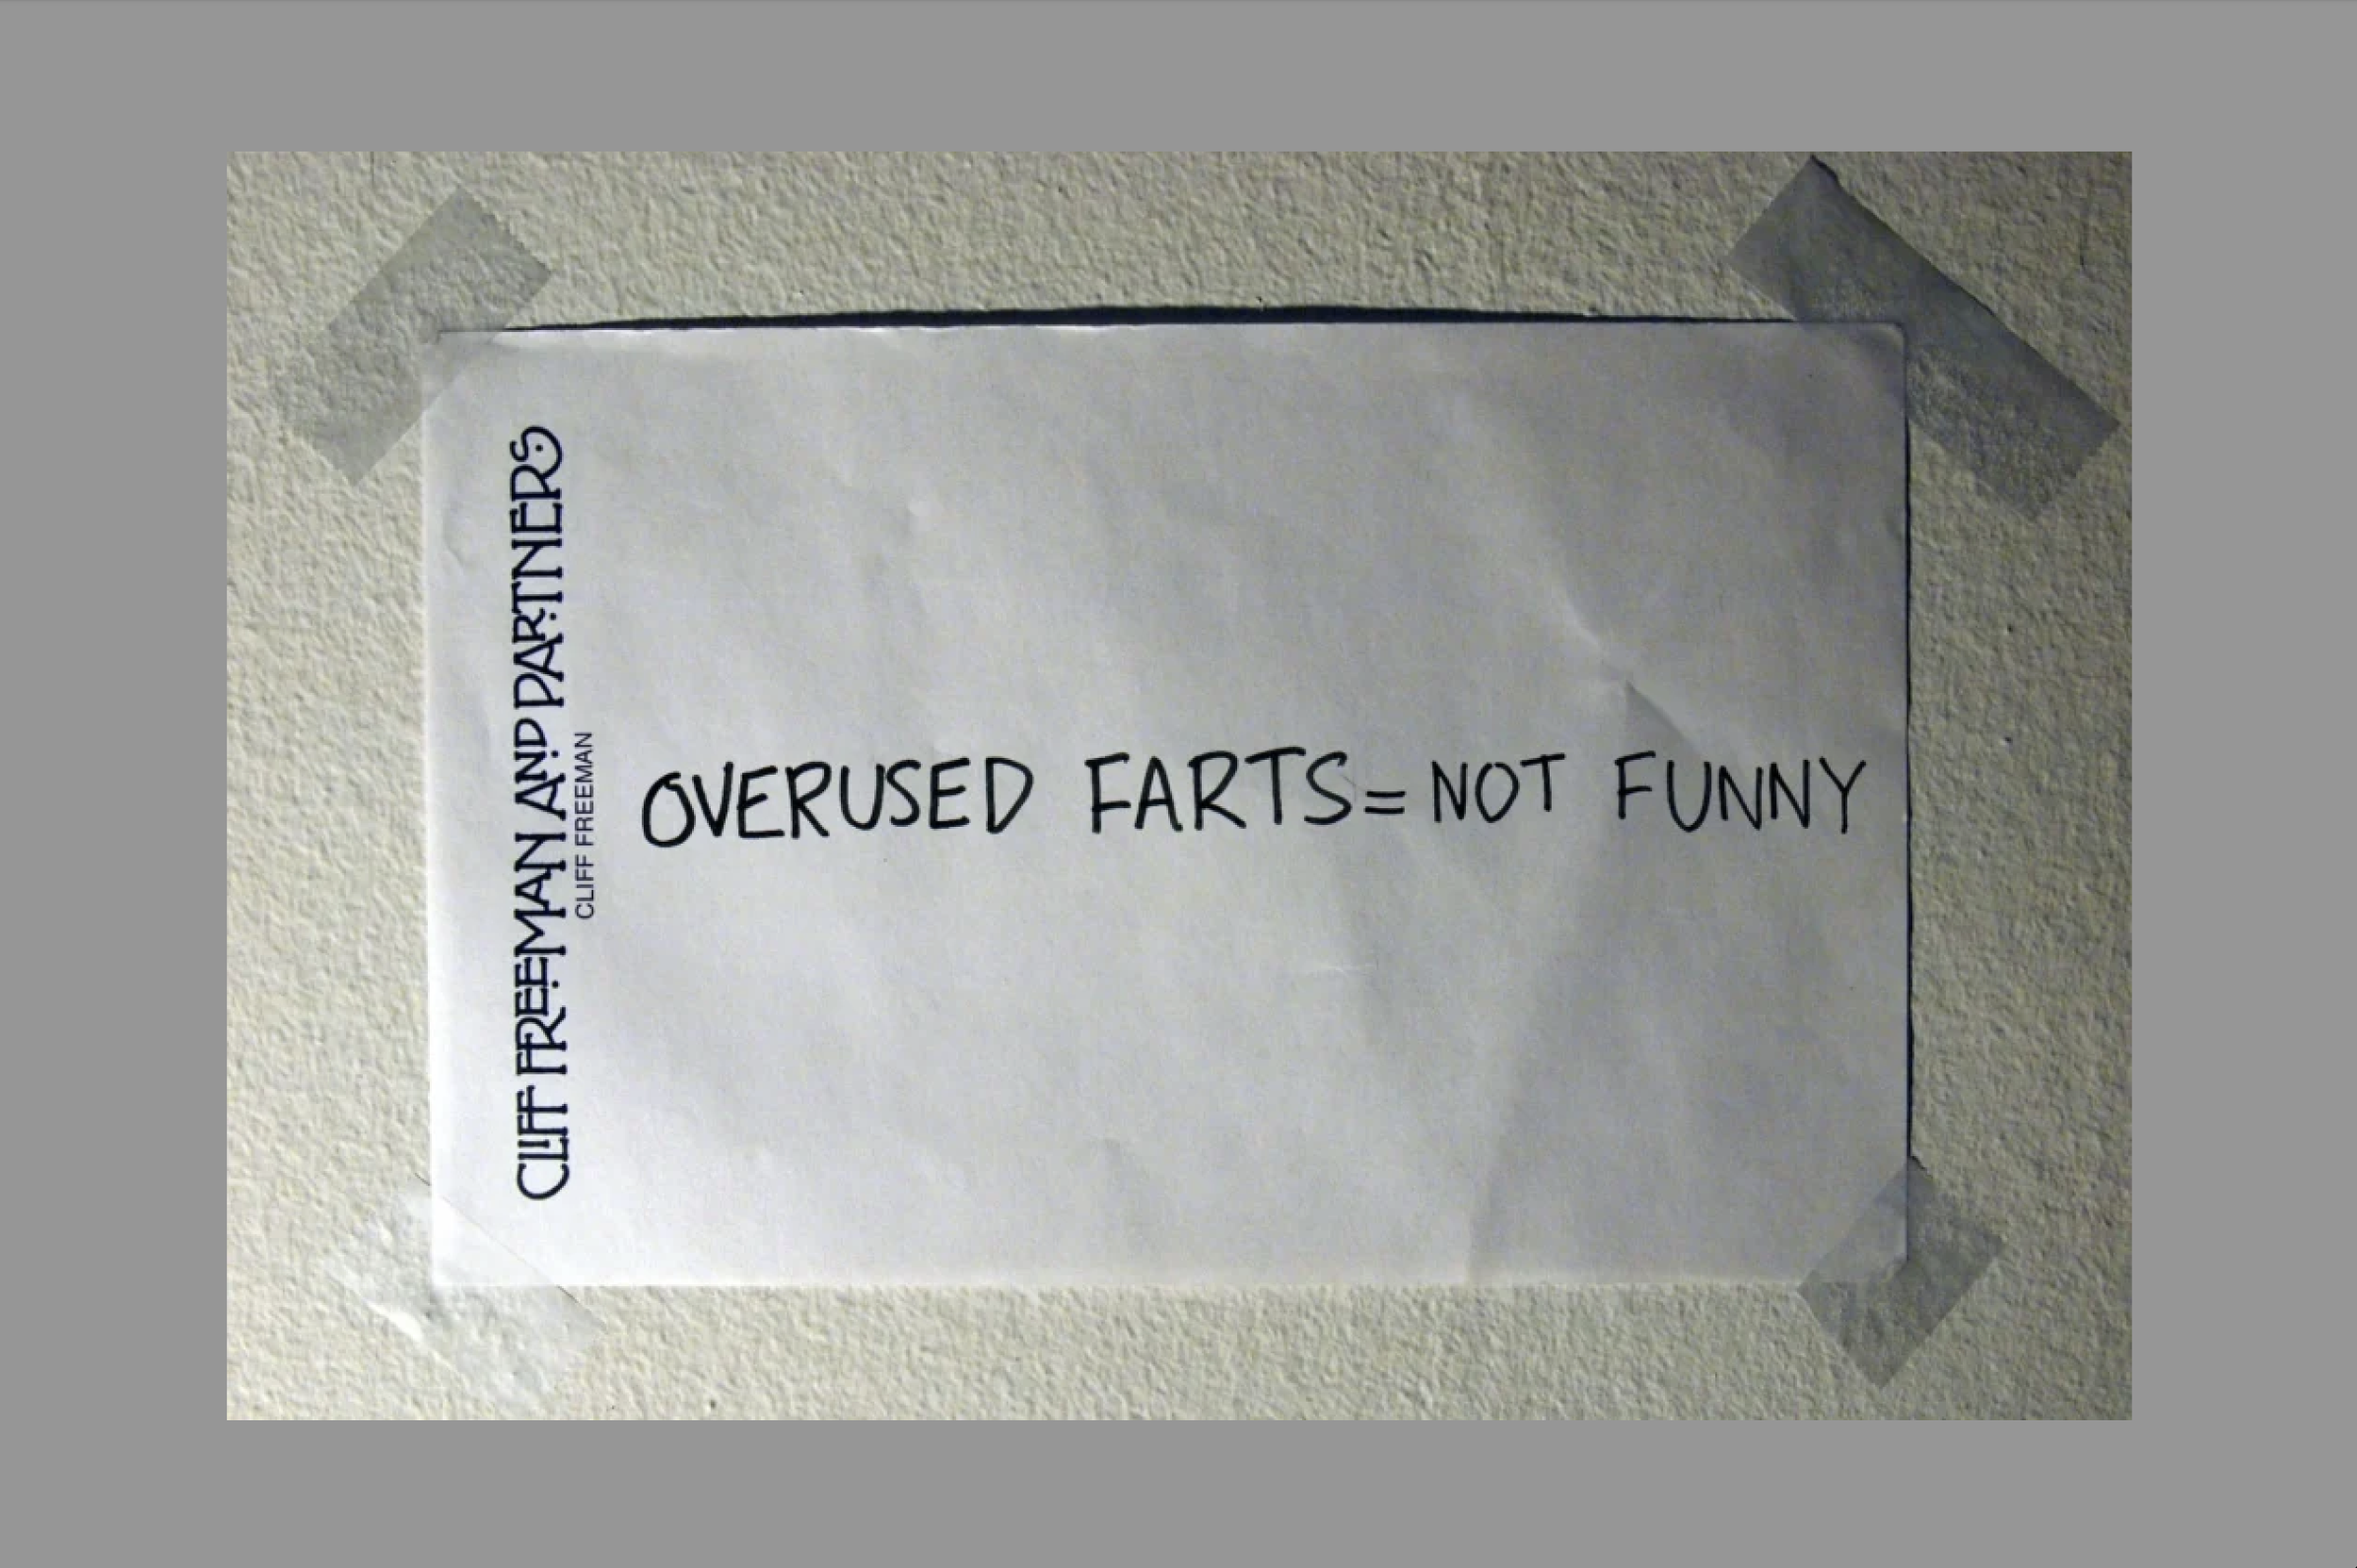 CLIFF FREEMAN AND PARTNERS
CLIFF FREEMAN
OVERUSED FARTS = NOT FUNNY